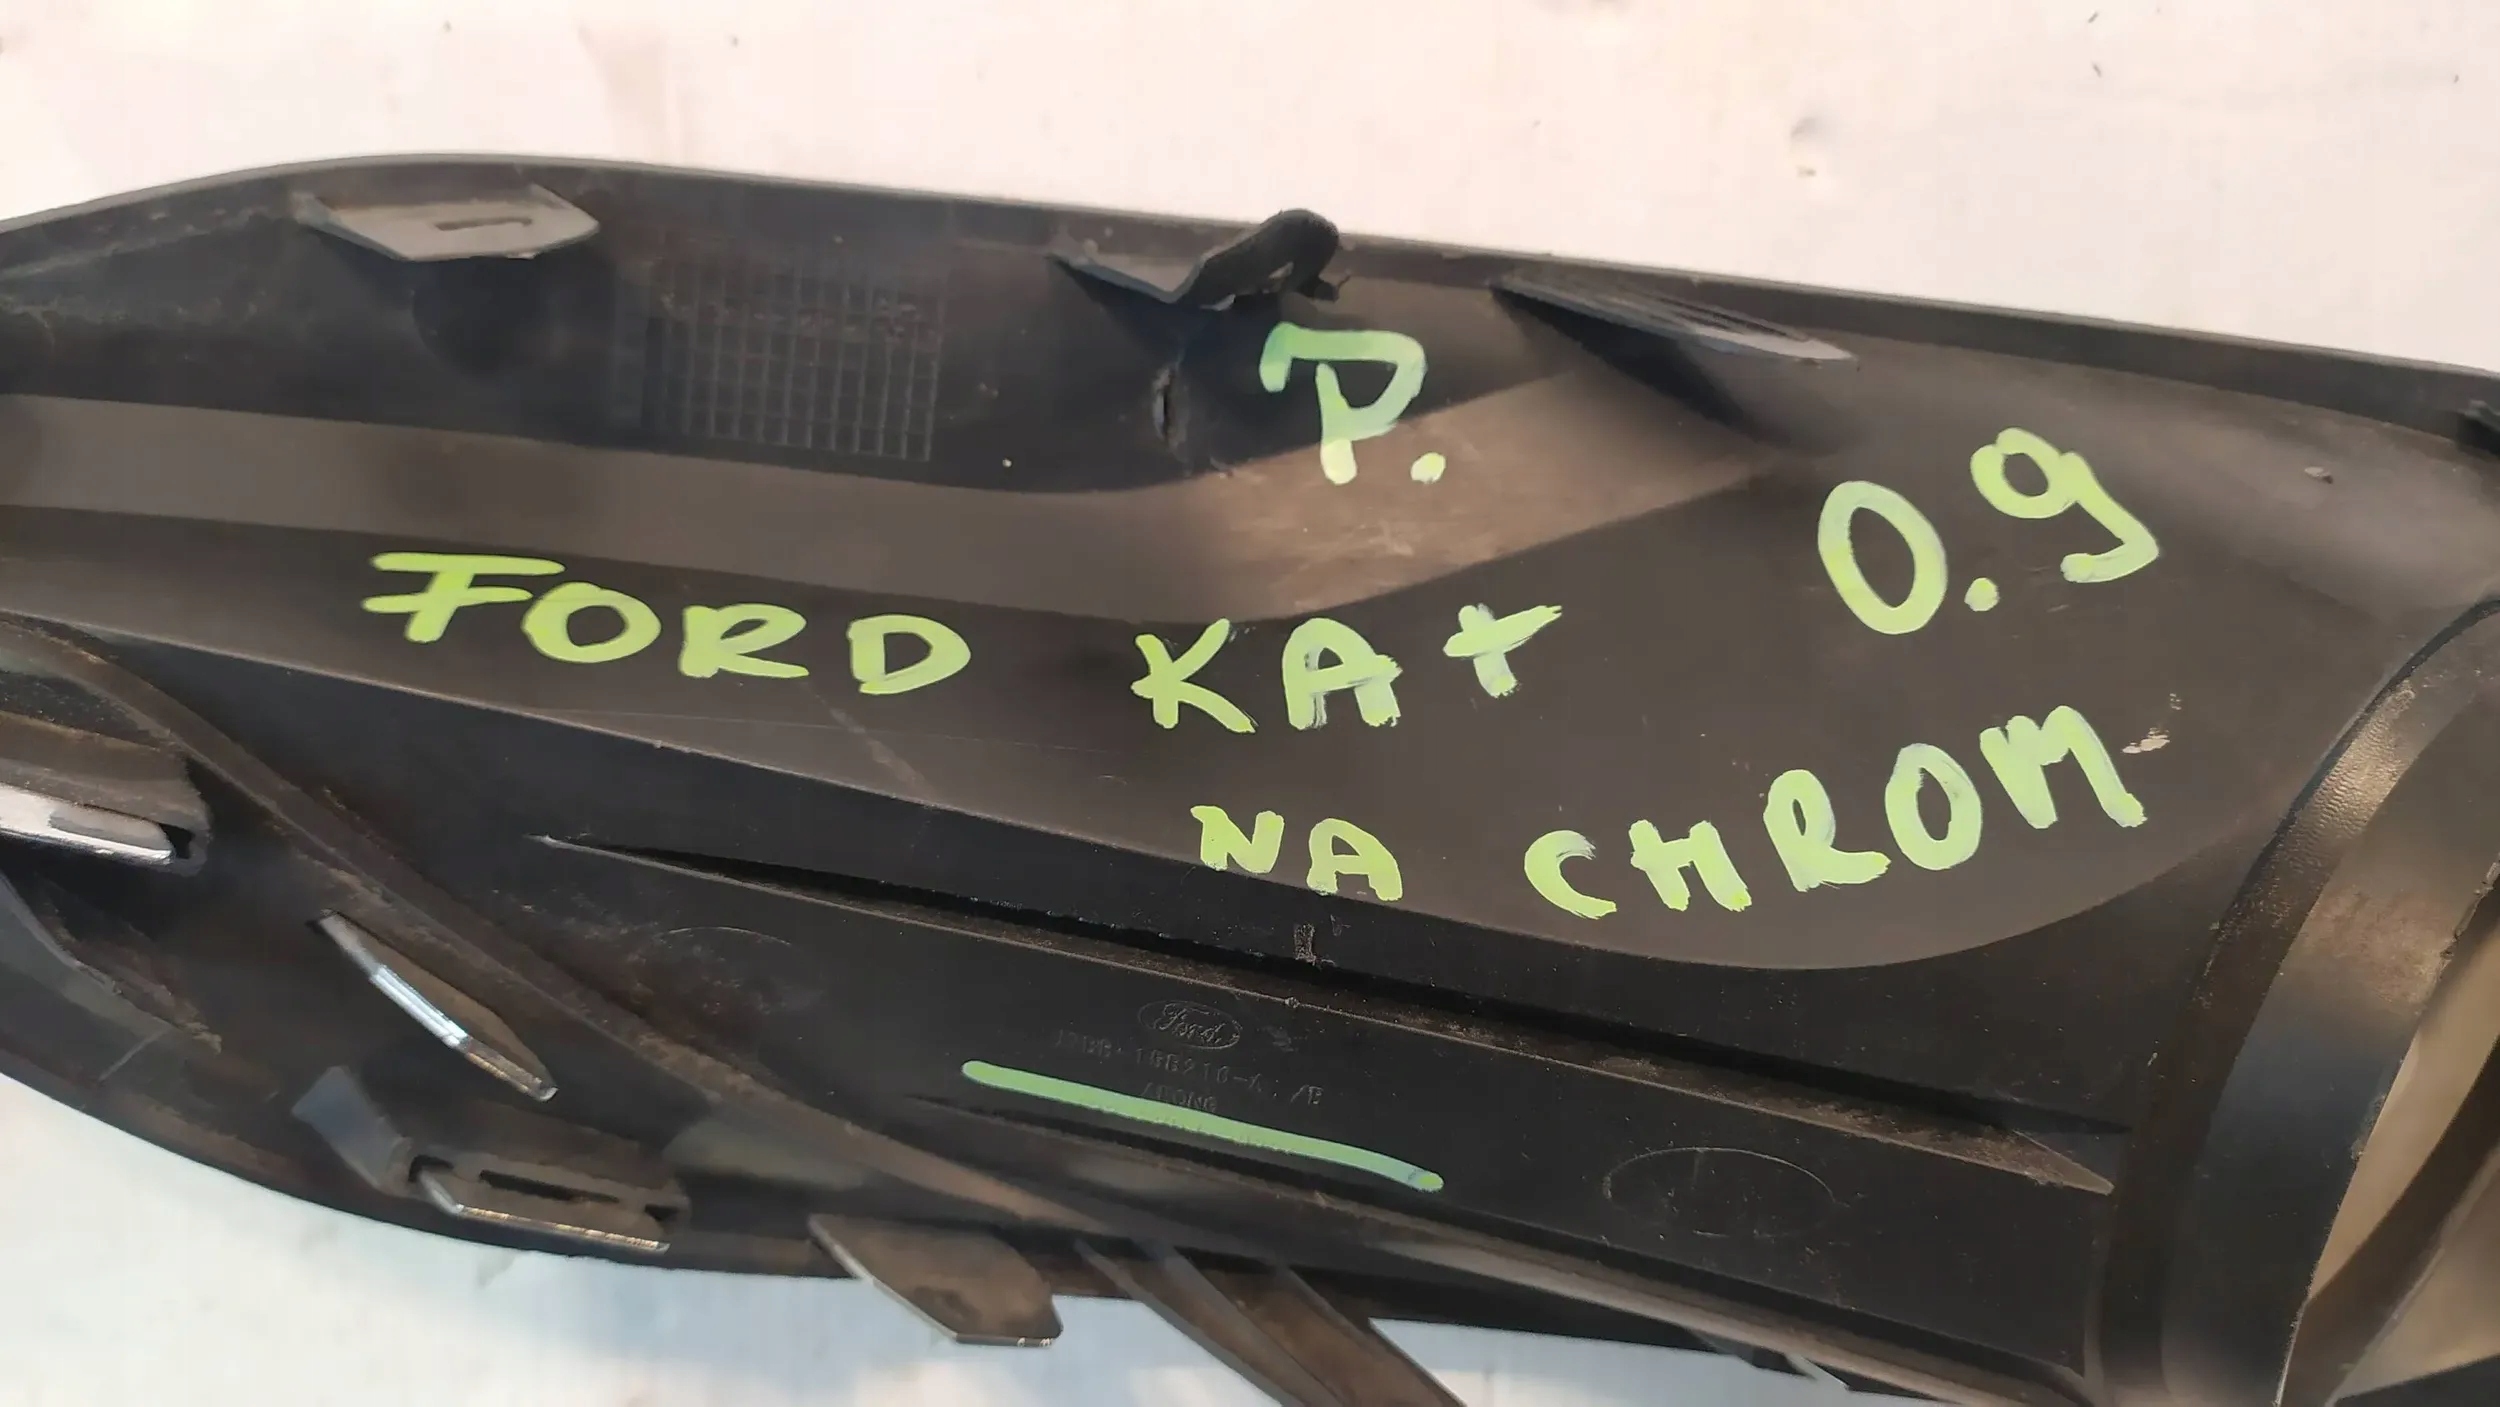 P.
0.9
FORD KA+
NA CHROM
Ford